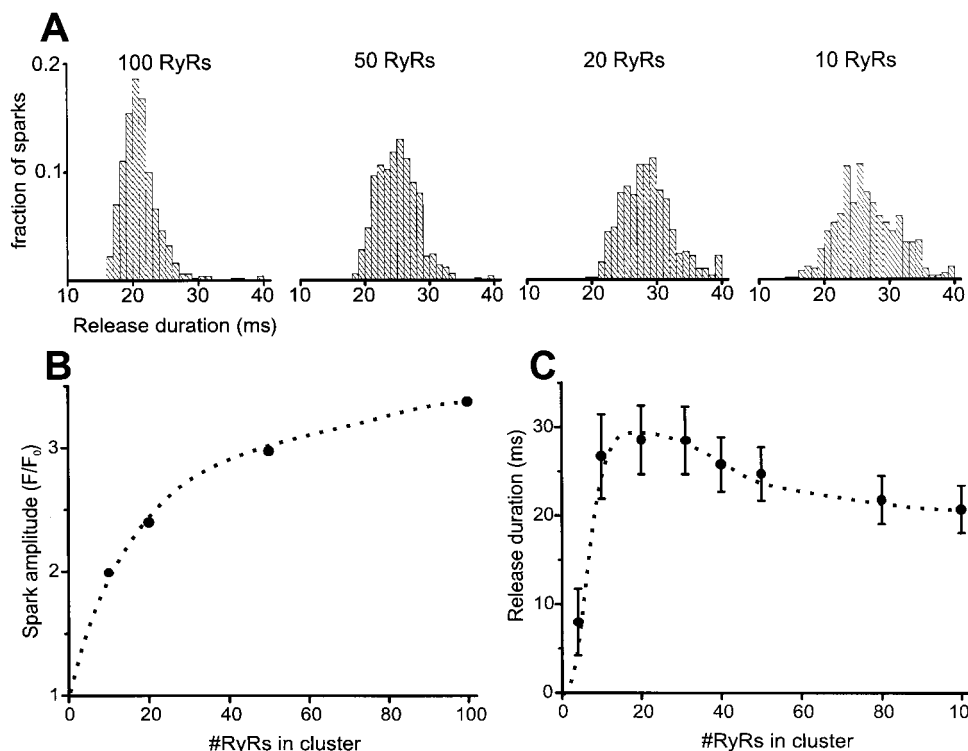 A
100 RyRs 50 RyRs 20 RyRs 10 RyRs
fraction of sparks
0.2
0.1
10 20 30 40 10 20 30 40 10 20 30 40 10 20 30 40
Release duration (ms)
B
Spark amplitude (F/F₀)
3
2
1
0 20 40 60 80 100
#RyRs in cluster
C
Release duration (ms)
30
20
10
0
0 20 40 60 80 100
#RyRs in cluster